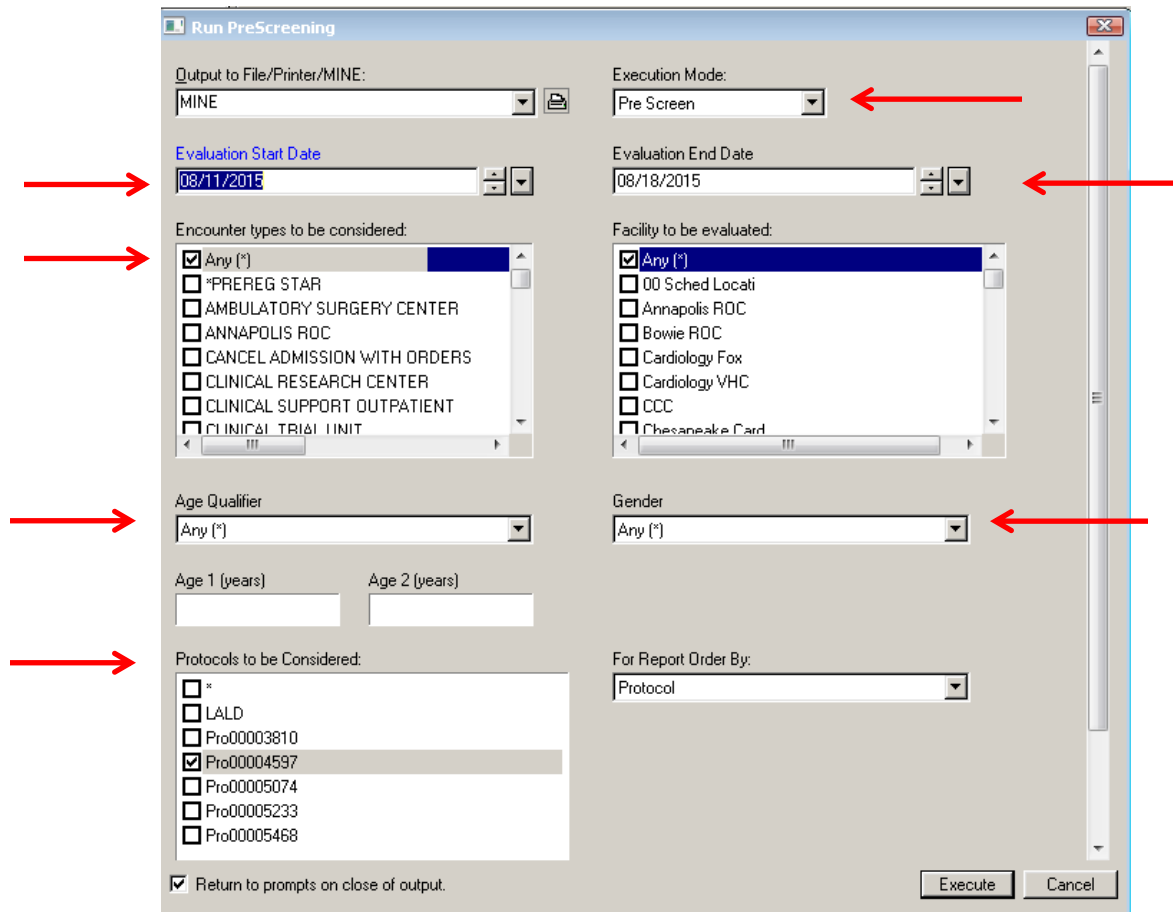 Run PreScreening
Output to File/Printer/MINE:
Execution Mode:
MINE
Pre Screen
Evaluation Start Date
Evaluation End Date
08/11/2015
08/18/2015
Encounter types to be considered:
Facility to be evaluated:
Any (*)
*PREREG STAR
AMBULATORY SURGERY CENTER
ANNAPOLIS ROC
CANCEL ADMISSION WITH ORDERS
CLINICAL RESEARCH CENTER
CLINICAL SUPPORT OUTPATIENT
CLINICAL TRIAL UNIT
Any (*)
00 Sched Locati
Annapolis ROC
Bowie ROC
Cardiology Fox
Cardiology VHC
CCC
Chesapeake Card
Age Qualifier
Gender
Any (*)
Any (*)
Age 1 (years)
Age 2 (years)
Protocols to be Considered:
For Report Order By:
Protocol
*
LALD
Pro00003810
Pro00004597
Pro00005074
Pro00005233
Pro00005468
Return to prompts on close of output.
Execute
Cancel